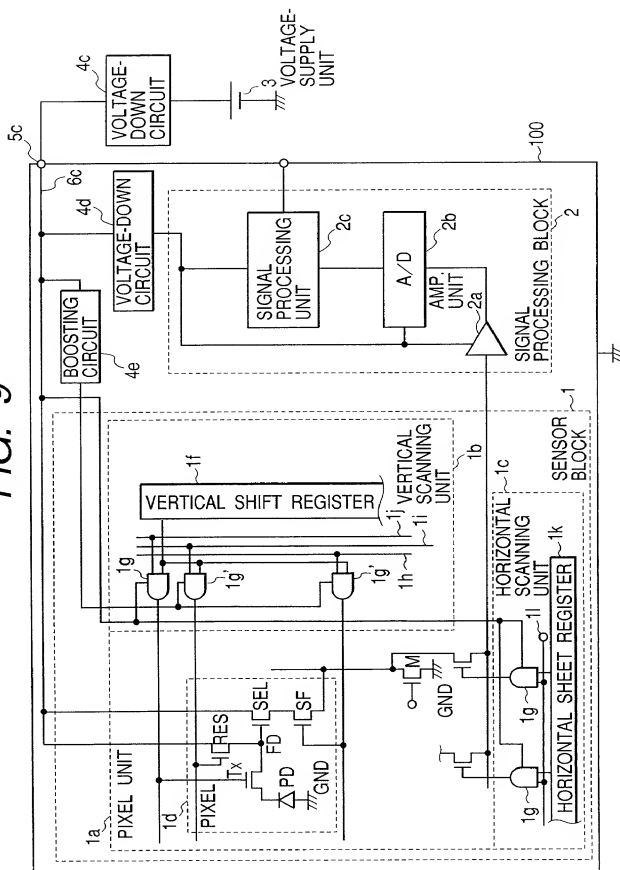 FIG. 9
5c
6c
4c
VOLTAGE-
DOWN
CIRCUIT
3
VOLTAGE-
SUPPLY
UNIT
100
4d
VOLTAGE-DOWN
CIRCUIT
BOOSTING
CIRCUIT
4e
SIGNAL
PROCESSING
UNIT
2c
A/D
2b
AMP.
UNIT
2a
SIGNAL
PROCESSING BLOCK
2
1
SENSOR
BLOCK
1f
VERTICAL SHIFT REGISTER
VERTICAL
SCANNING
UNIT
1b
1j
1i
1h
1g
1g'
1g'
1a
PIXEL UNIT
1d
PIXEL
RES
SEL
FD
SF
Tx
PD
GND
M
GND
1c
HORIZONTAL
SCANNING
UNIT
1g
1g
1l
1k
HORIZONTAL SHEET REGISTER